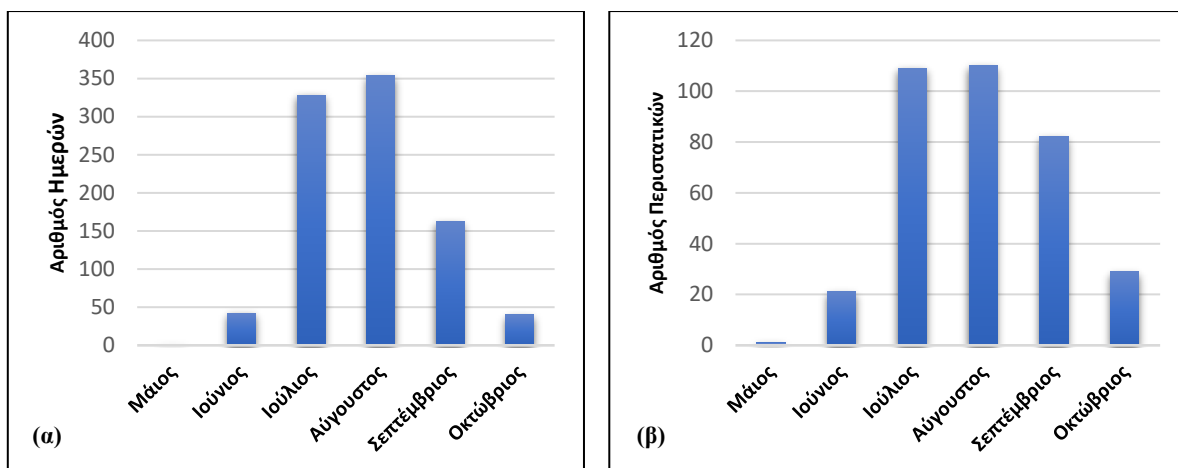 Αριθμός Ημερών
400
350
300
250
200
150
100
50
0
Μάιος
Ιούνιος
Ιούλιος
Αύγουστος
Σεπτέμβριος
Οκτώβριος
(α)
Αριθμός Περιστατικών
120
100
80
60
40
20
0
Μάιος
Ιούνιος
Ιούλιος
Αύγουστος
Σεπτέμβριος
Οκτώβριος
(β)